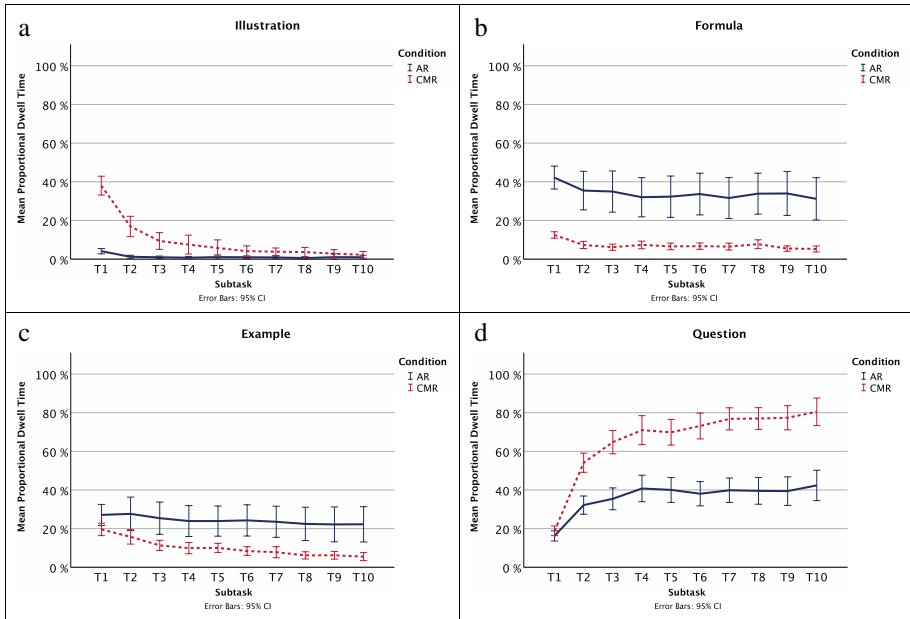 a
Illustration
Mean Proportional Dwell Time
100 %
80 %
60 %
40 %
20 %
0 %
T1 T2 T3 T4 T5 T6 T7 T8 T9 T10
Subtask
Error Bars: 95% CI
Condition
AR
CMR
b
Formula
Mean Proportional Dwell Time
100 %
80 %
60 %
40 %
20 %
0 %
T1 T2 T3 T4 T5 T6 T7 T8 T9 T10
Subtask
Error Bars: 95% CI
Condition
AR
CMR
c
Example
Mean Proportional Dwell Time
100 %
80 %
60 %
40 %
20 %
0 %
T1 T2 T3 T4 T5 T6 T7 T8 T9 T10
Subtask
Error Bars: 95% CI
Condition
AR
CMR
d
Question
Mean Proportional Dwell Time
100 %
80 %
60 %
40 %
20 %
0 %
T1 T2 T3 T4 T5 T6 T7 T8 T9 T10
Subtask
Error Bars: 95% CI
Condition
AR
CMR